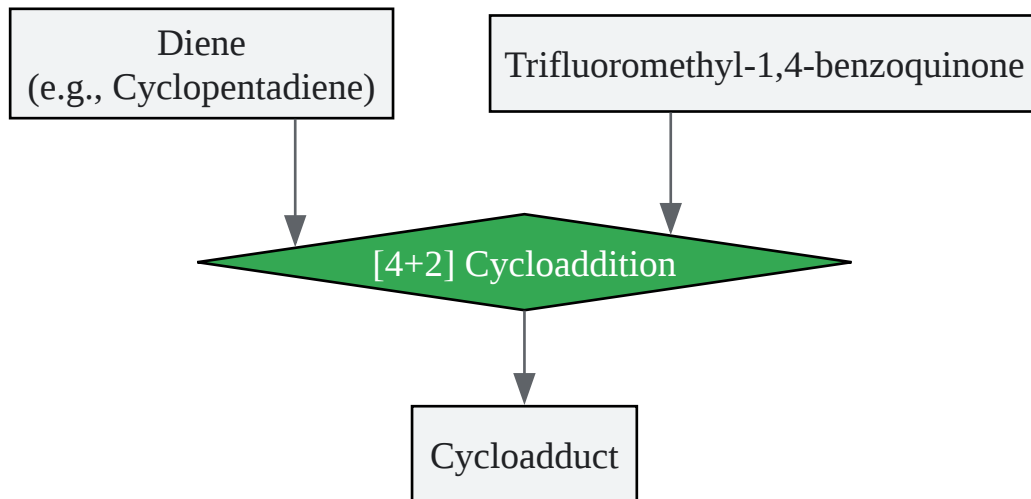 Diene
(e.g., Cyclopentadiene)
Trifluoromethyl-1,4-benzoquinone
[4+2] Cycloaddition
Cycloadduct